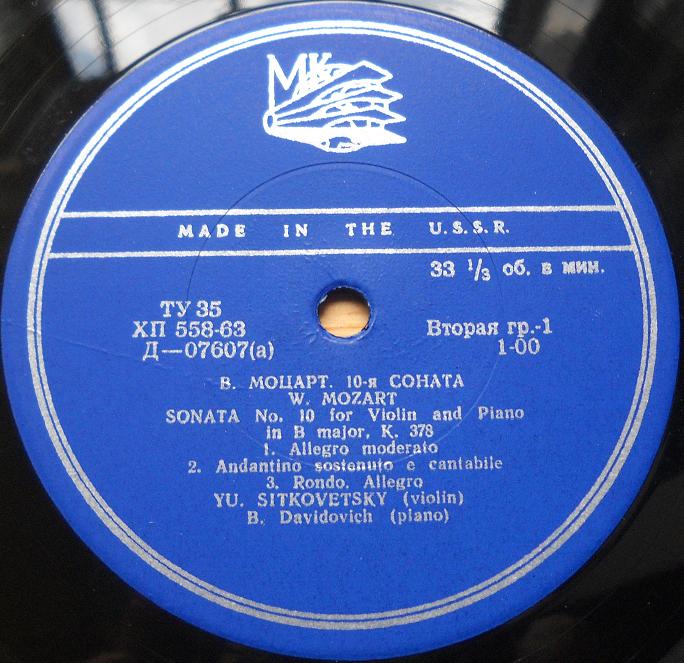 МК
MADE IN THE U.S.S.R.
33 1/3 об. в мин.
ТУ 35
ХП 558-63
Д—07607(а)
Вторая гр.-1
1-00
В. МОЦАРТ. 10-я СОНАТА
W. MOZART
SONATA No. 10 for Violin and Piano
in B major, K. 378
1. Allegro moderato
2. Andantino sostenuto e cantabile
3. Rondo. Allegro
YU. SITKOVETSKY (violin)
B. Davidovich (piano)